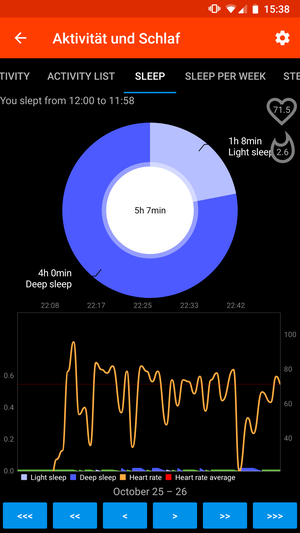 15:38
Aktivität und Schlaf
TIVITY ACTIVITY LIST SLEEP SLEEP PER WEEK STE
You slept from 12:00 to 11:58
71.5
1h 8min
Light sleep
2.6
5h 7min
4h 0min
Deep sleep
22:08 22:17 22:25 22:33 22:42
100
0.6
80
0.4
60
0.2
40
0.0
Light sleep Deep sleep Heart rate Heart rate average
October 25 – 26
<<< << < > >> >>>